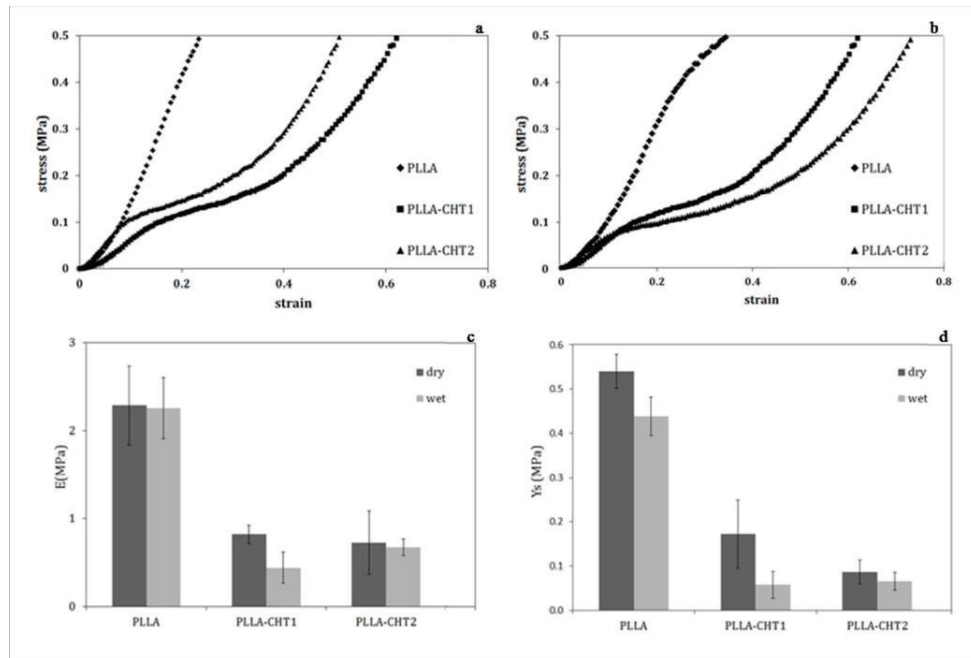 a
0.5
0.4
0.3
0.2
0.1
0
stress (MPa)
PLLA
PLLA-CHT1
PLLA-CHT2
0
0.2
0.4
0.6
0.8
strain
b
0.5
0.4
0.3
0.2
0.1
0
stress (MPa)
PLLA
PLLA-CHT1
PLLA-CHT2
0
0.2
0.4
0.6
0.8
strain
c
3
2
1
0
E(MPa)
dry
wet
PLLA
PLLA-CHT1
PLLA-CHT2
d
0.6
0.5
0.4
0.3
0.2
0.1
0.0
Ys (MPa)
dry
wet
PLLA
PLLA-CHT1
PLLA-CHT2